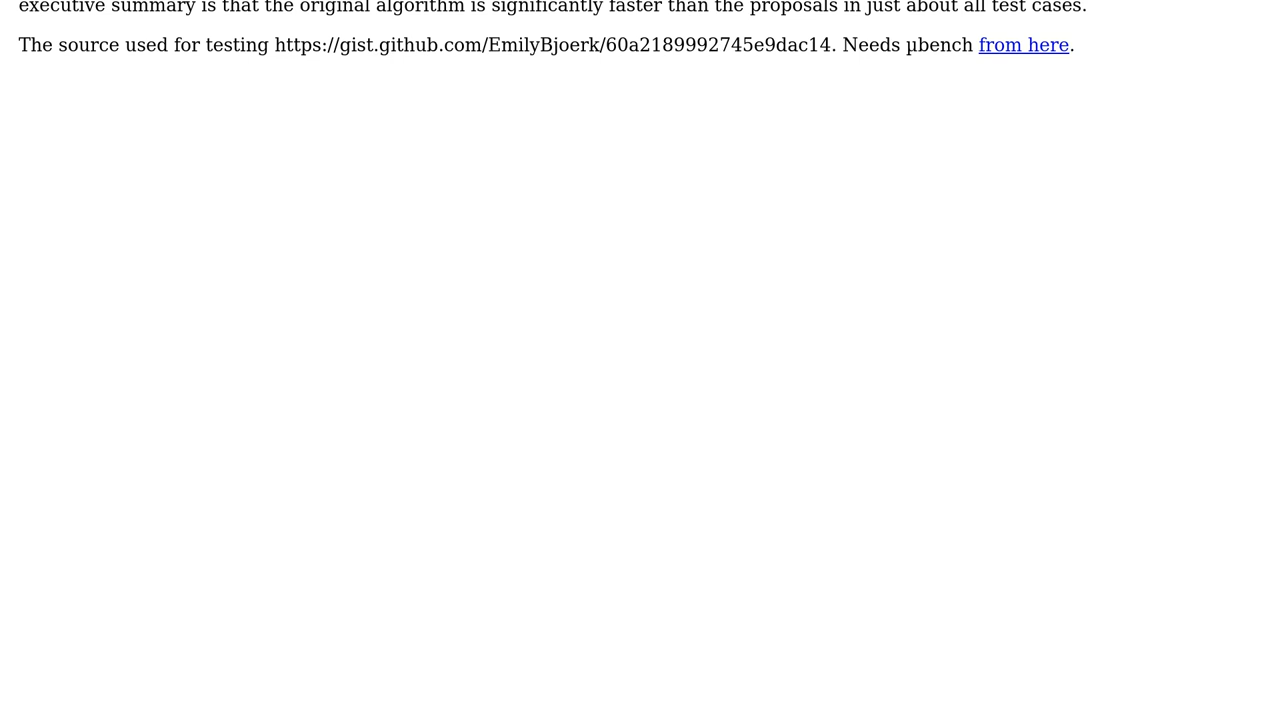 executive summary is that the original algorithm is significantly faster than the proposals in just about all test cases.
The source used for testing https://gist.github.com/EmilyBjoerk/60a2189992745e9dac14. Needs µbench from here.